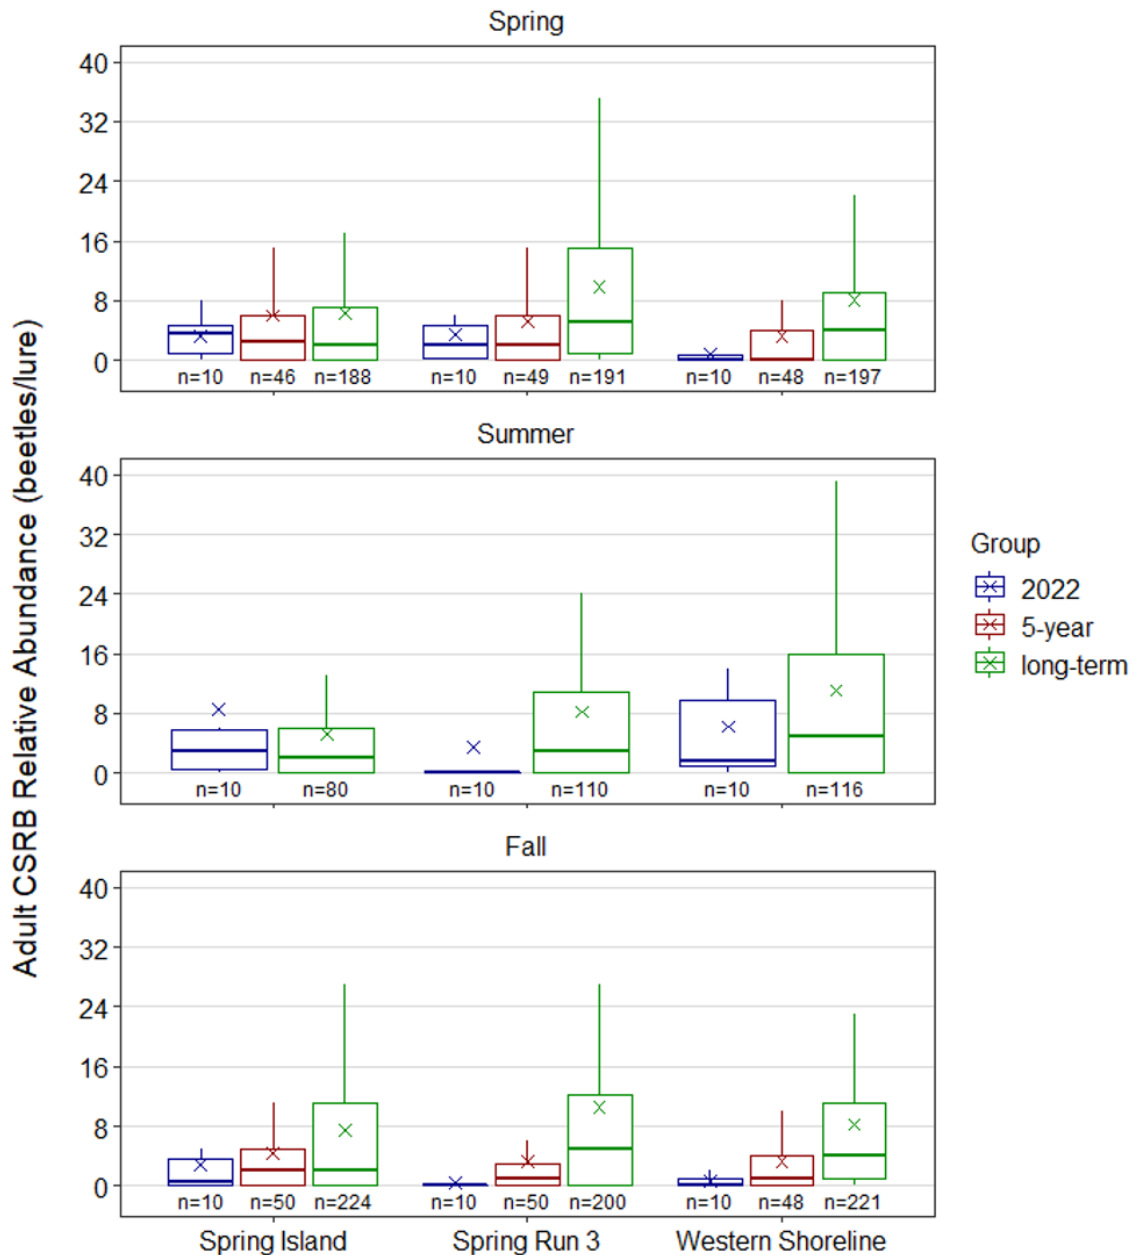 Spring
40
32
24
16
8
0
n=10 n=46 n=188 n=10 n=49 n=191 n=10 n=48 n=197
Summer
40
32
24
16
8
0
n=10 n=80 n=10 n=110 n=10 n=116
Fall
40
32
24
16
8
0
n=10 n=50 n=224 n=10 n=50 n=200 n=10 n=48 n=221
Spring Island Spring Run 3 Western Shoreline
Adult CSRB Relative Abundance (beetles/lure)
Group
2022
5-year
long-term